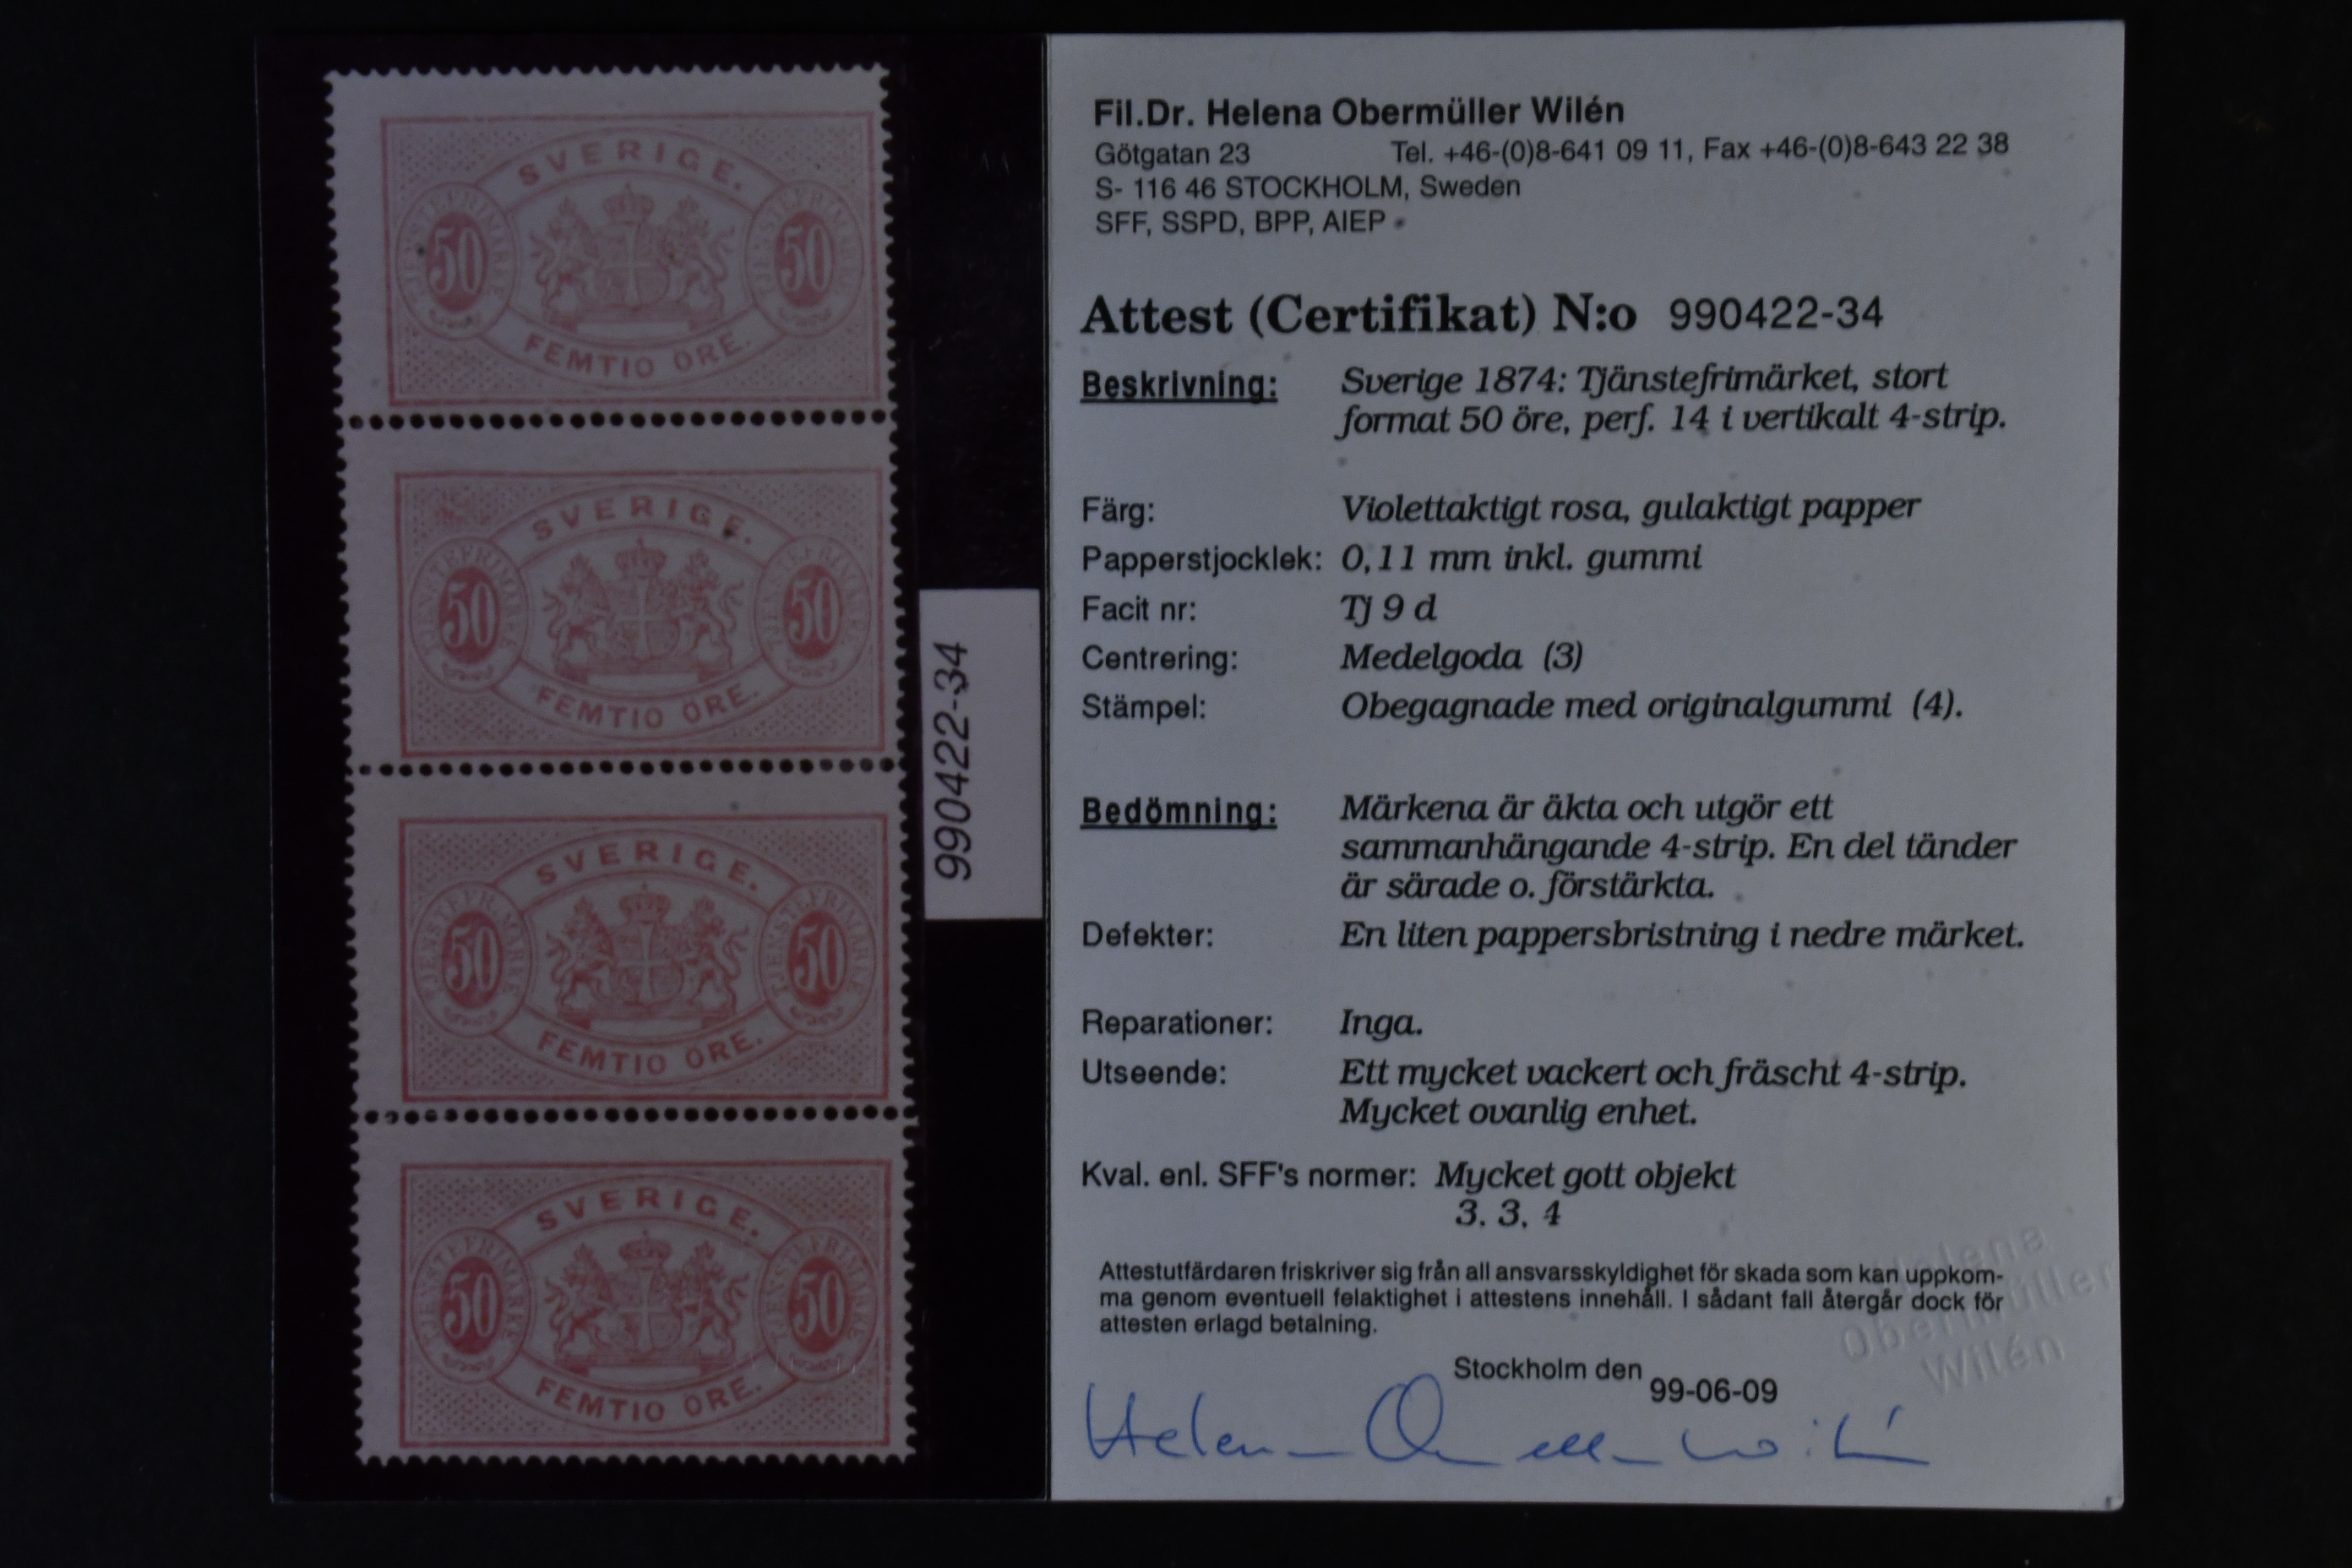 SVERIGE.
TJENSTEFRIMÄRKE
50
50
FEMTIO ÖRE.
SVERIGE.
TJENSTEFRIMÄRKE
50
50
FEMTIO ÖRE.
SVERIGE.
TJENSTEFRIMÄRKE
50
50
FEMTIO ÖRE.
SVERIGE.
TJENSTEFRIMÄRKE
50
50
FEMTIO ÖRE.
990422-34
Fil.Dr. Helena Obermüller Wilén
Götgatan 23 Tel. +46-(0)8-641 09 11, Fax +46-(0)8-643 22 38
S- 116 46 STOCKHOLM, Sweden
SFF, SSPD, BPP, AIEP
Attest (Certifikat) N:o 990422-34
Beskrivning: Sverige 1874: Tjänstefrimärket, stort
format 50 öre, perf. 14 i vertikalt 4-strip.
Färg: Violettaktigt rosa, gulaktigt papper
Papperstjocklek: 0,11 mm inkl. gummi
Facit nr: Tj 9 d
Centrering: Medelgoda (3)
Stämpel: Obegagnade med originalgummi (4).
Bedömning: Märkena är äkta och utgör ett
sammanhängande 4-strip. En del tänder
är särade o. förstärkta.
Defekter: En liten pappersbristning i nedre märket.
Reparationer: Inga.
Utseende: Ett mycket vackert och fräscht 4-strip.
Mycket ovanlig enhet.
Kval. enl. SFF's normer: Mycket gott objekt
3. 3. 4
Attestutfärdaren friskriver sig från all ansvarsskyldighet för skada som kan uppkom-
ma genom eventuell felaktighet i attestens innehåll. I sådant fall återgår dock för
attesten erlagd betalning.
Helena
Obermüller
Wilén
Stockholm den
99-06-09